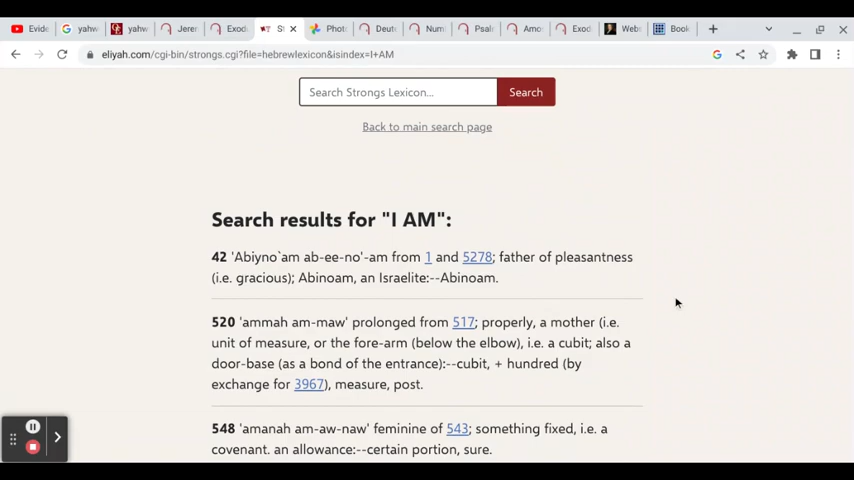 Evide
yahw
yahw
Jerer
Exod
St
Photo
Deut
Num
Psal
Amo
Exod
Webs
Book
eliyah.com/cgi-bin/strongs.cgi?file=hebrewlexicon&isindex=I+AM
Search Strongs Lexicon...
Search
Back to main search page
Search results for "I AM":
42 'Abiyno`am ab-ee-no'-am from 1 and 5278; father of pleasantness
(i.e. gracious); Abinoam, an Israelite:--Abinoam.
520 'ammah am-maw' prolonged from 517; properly, a mother (i.e.
unit of measure, or the fore-arm (below the elbow), i.e. a cubit; also a
door-base (as a bond of the entrance):--cubit, + hundred (by
exchange for 3967), measure, post.
548 'amanah am-aw-naw' feminine of 543; something fixed, i.e. a
covenant. an allowance:--certain portion, sure.